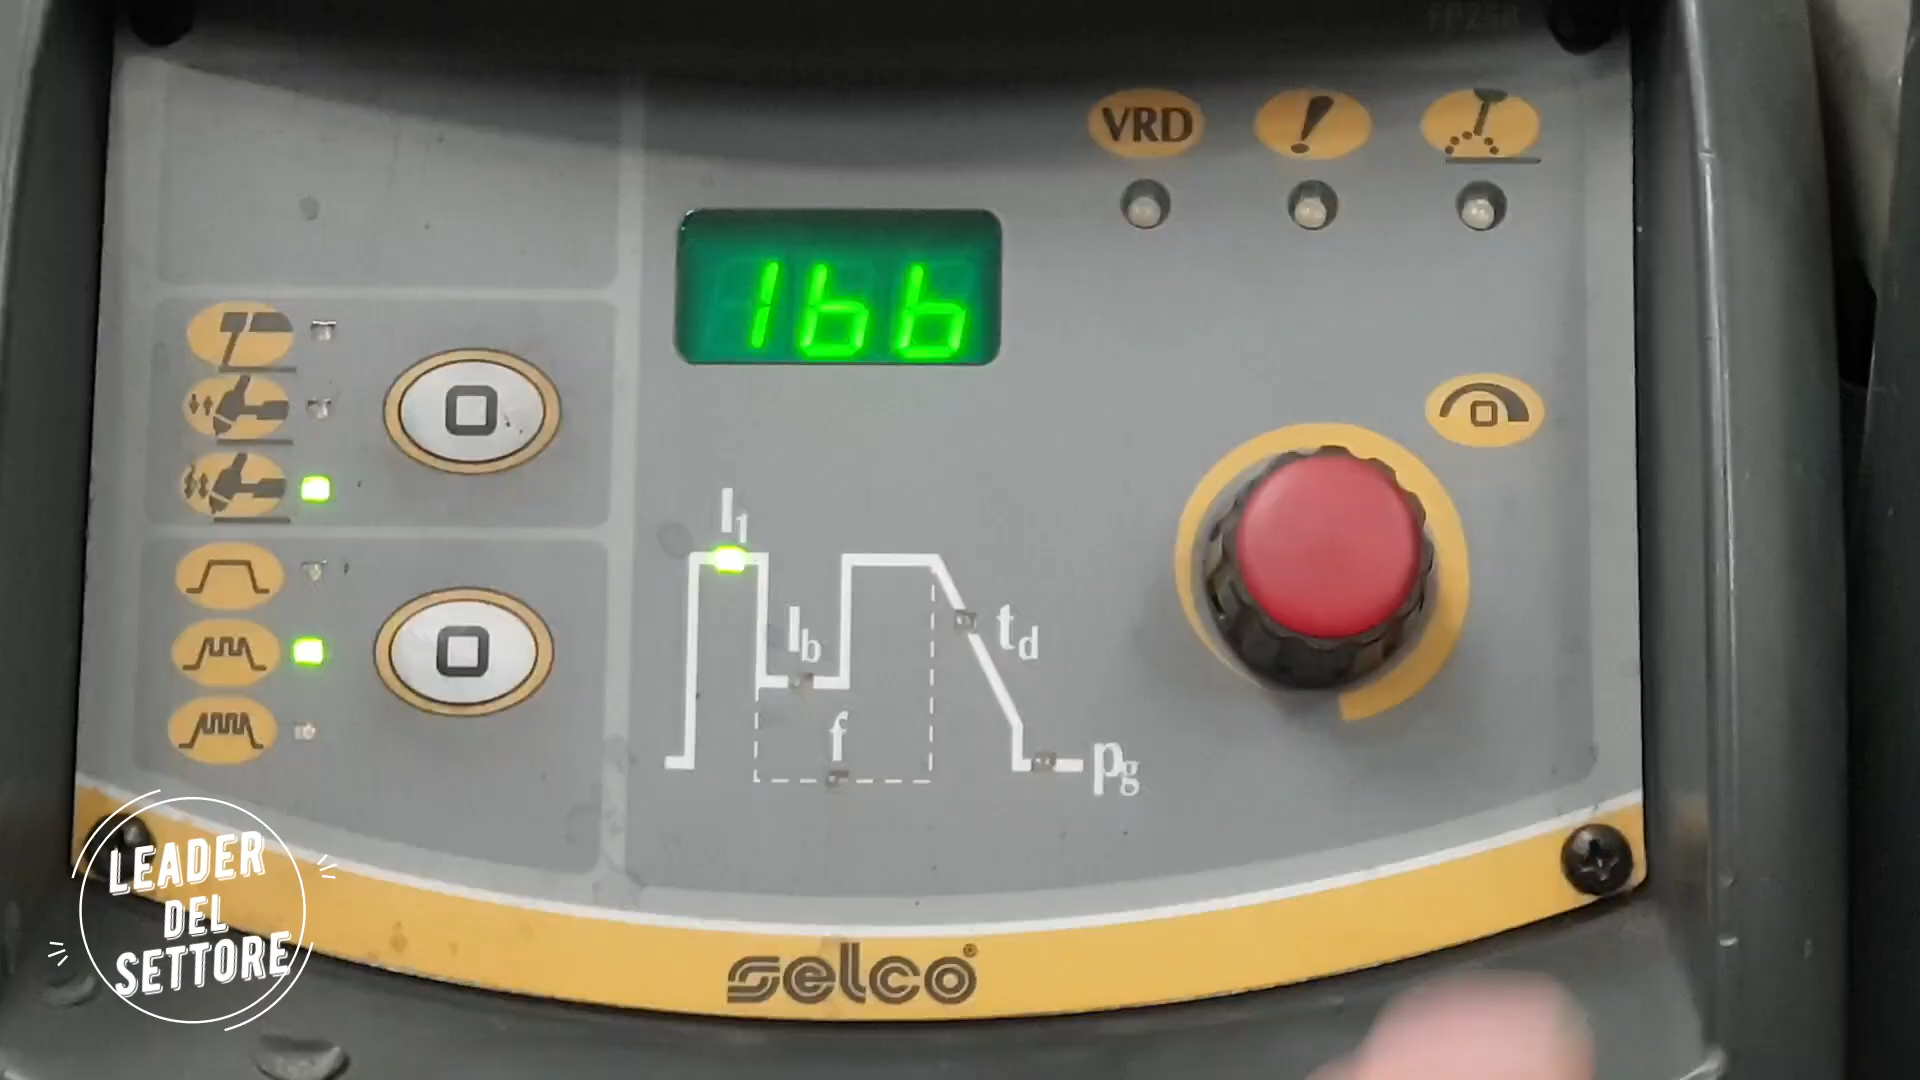 VRD
166
I1
Ib
td
f
pg
LEADER
DEL
SETTORE
selco®